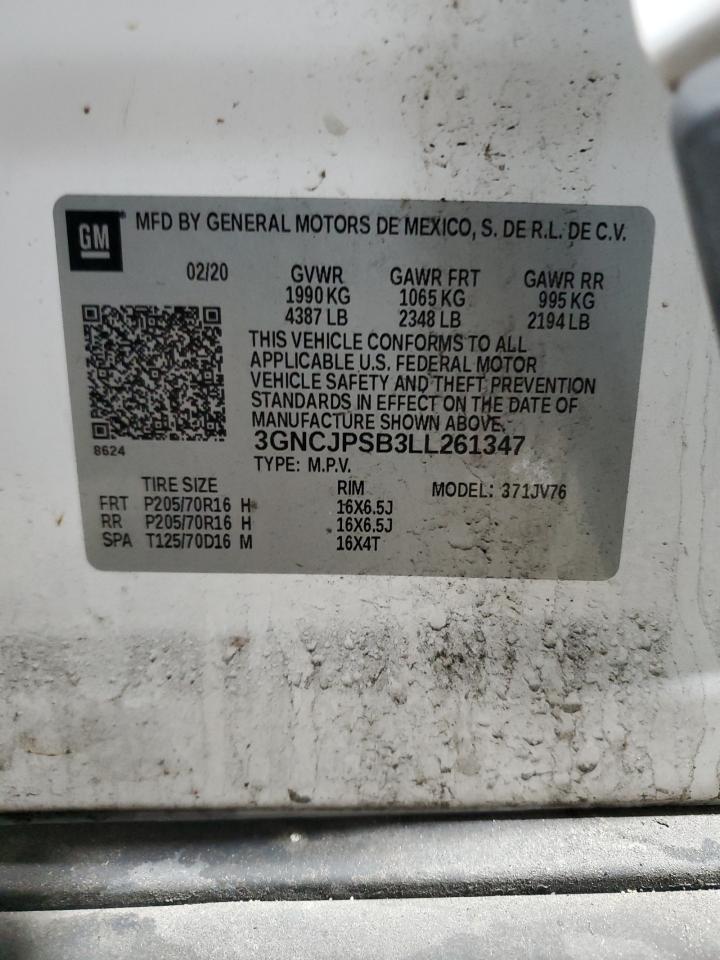 GM
MFD BY GENERAL MOTORS DE MEXICO, S. DE R.L. DE C.V.
02/20 GVWR GAWR FRT GAWR RR
1990 KG 1065 KG 995 KG
4387 LB 2348 LB 2194 LB
THIS VEHICLE CONFORMS TO ALL
APPLICABLE U.S. FEDERAL MOTOR
VEHICLE SAFETY AND THEFT PREVENTION
STANDARDS IN EFFECT ON THE DATE OF
MANUFACTURE SHOWN ABOVE.
3GNCJPSB3LL261347
8624
TYPE: M.P.V.
TIRE SIZE RIM MODEL: 371JV76
FRT P205/70R16 H 16X6.5J
RR P205/70R16 H 16X6.5J
SPA T125/70D16 M 16X4T